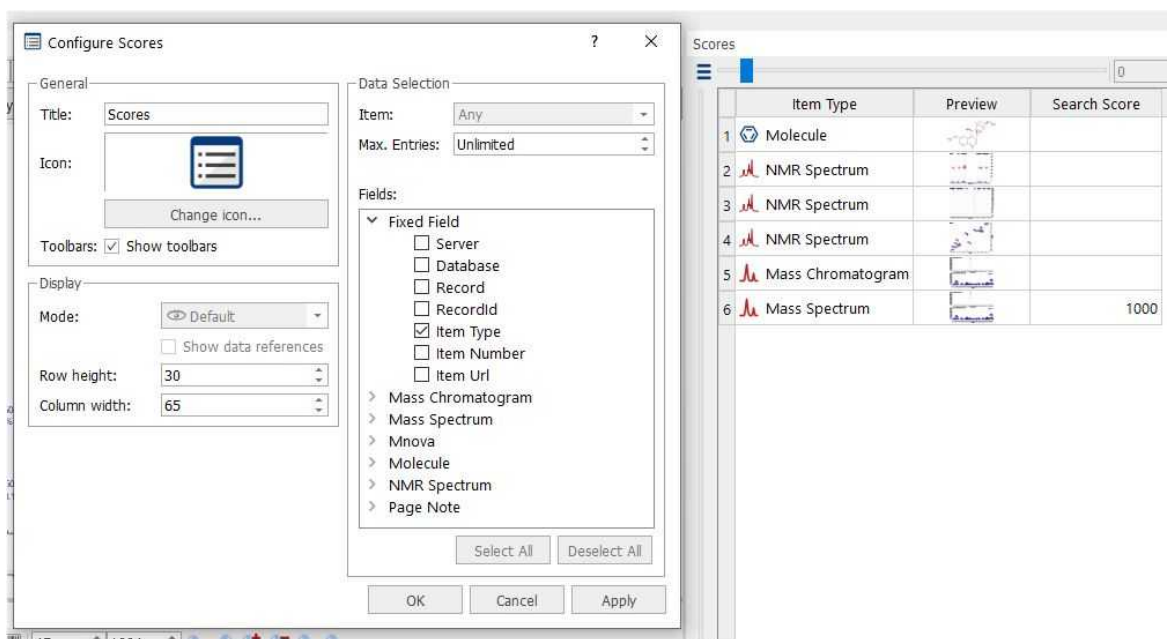 Configure Scores ? ×
General
Title: Scores
Icon:
Change icon...
Toolbars: Show toolbars
Display
Mode: Default
Show data references
Row height: 30
Column width: 65
Data Selection
Item: Any
Max. Entries: Unlimited
Fields:
Fixed Field
Server
Database
Record
RecordId
Item Type
Item Number
Item Url
Mass Chromatogram
Mass Spectrum
Mnova
Molecule
NMR Spectrum
Page Note
Select All Deselect All
OK Cancel Apply
Scores
0
Item Type Preview Search Score
1 Molecule
2 NMR Spectrum
3 NMR Spectrum
4 NMR Spectrum
5 Mass Chromatogram
6 Mass Spectrum 1000